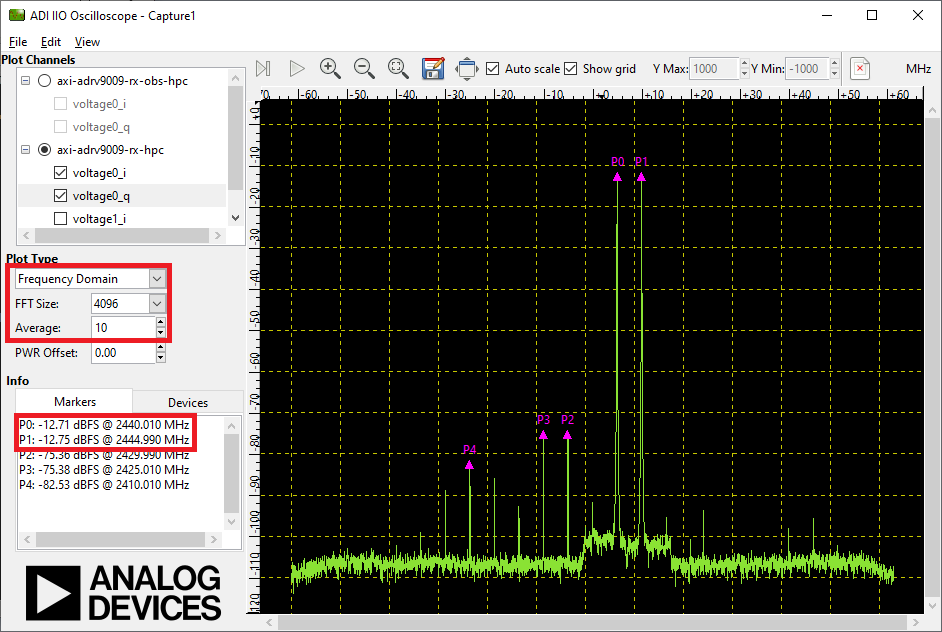 ADI IIO Oscilloscope - Capture1
File Edit View
Plot Channels
axi-adrv9009-rx-obs-hpc
voltage0_i
voltage0_q
axi-adrv9009-rx-hpc
voltage0_i
voltage0_q
voltage1_i
Auto scale Show grid Y Max: 1000 Y Min: -1000 MHz
70 -60 -50 -40 -30 -20 -10 +0 +10 +20 +30 +40 +50 +60
+0
-10
-20
-30
-40
-50
-60
-70
-80
-90
-100
-110
-120
P0 P1
P3 P2
P4
Plot Type
Frequency Domain
FFT Size: 4096
Average: 10
PWR Offset: 0.00
Info
Markers Devices
P0: -12.71 dBFS @ 2440.010 MHz
P1: -12.75 dBFS @ 2444.990 MHz
P2: -75.36 dBFS @ 2429.990 MHz
P3: -75.38 dBFS @ 2425.010 MHz
P4: -82.53 dBFS @ 2410.010 MHz
ANALOG
DEVICES